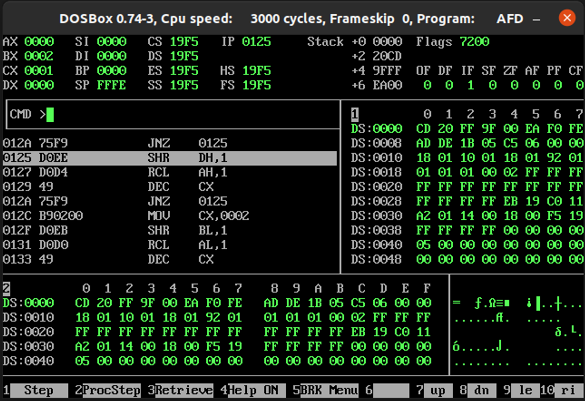 DOSBox 0.74-3, Cpu speed: 3000 cycles, Frameskip 0, Program: AFD
AX 0000 SI 0000 CS 19F5 IP 0125 Stack +0 0000 Flags 7200
BX 0002 DI 0000 DS 19F5 +2 20CD
CX 0001 BP 0000 ES 19F5 HS 19F5 +4 9FFF OF DF IF SF ZF AF PF CF
DX 0000 SP FFFE SS 19F5 FS 19F5 +6 EA00 0 0 1 0 0 0 0 0
CMD >
1 0 1 2 3 4 5 6 7
DS:0000 CD 20 FF 9F 00 EA F0 FE
DS:0008 AD DE 1B 05 C5 06 00 00
DS:0010 18 01 10 01 18 01 92 01
DS:0018 01 01 01 00 02 FF FF FF
DS:0020 FF FF FF FF FF FF FF FF
DS:0028 FF FF FF FF EB 19 C0 11
DS:0030 A2 01 14 00 18 00 F5 19
DS:0038 FF FF FF FF 00 00 00 00
DS:0040 05 00 00 00 00 00 00 00
DS:0048 00 00 00 00 00 00 00 00
012A 75F9 JNZ 0125
0125 D0EE SHR DH,1
0127 D0D4 RCL AH,1
0129 49 DEC CX
012A 75F9 JNZ 0125
012C B90200 MOV CX,0002
012F D0EB SHR BL,1
0131 D0D0 RCL AL,1
0133 49 DEC CX
2 0 1 2 3 4 5 6 7 8 9 A B C D E F
DS:0000 CD 20 FF 9F 00 EA F0 FE AD DE 1B 05 C5 06 00 00
DS:0010 18 01 10 01 18 01 92 01 01 01 01 00 02 FF FF FF
DS:0020 FF FF FF FF FF FF FF FF FF FF FF FF EB 19 C0 11
DS:0030 A2 01 14 00 18 00 F5 19 FF FF FF FF 00 00 00 00
DS:0040 05 00 00 00 00 00 00 00 00 00 00 00 00 00 00 00
1 Step 2ProcStep 3Retrieve 4Help ON 5BRK Menu 6 7 up 8 dn 9 le 10 ri